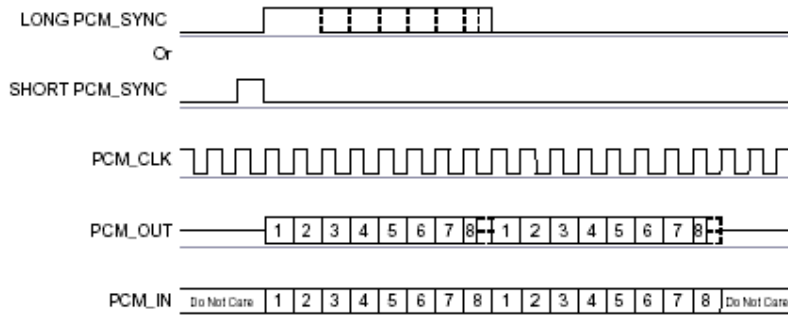 LONG PCM_SYNC
Or
SHORT PCM_SYNC
PCM_CLK
PCM_OUT 1 2 3 4 5 6 7 8 1 2 3 4 5 6 7 8
PCM_IN Do Not Care 1 2 3 4 5 6 7 8 1 2 3 4 5 6 7 8 Do Not Care